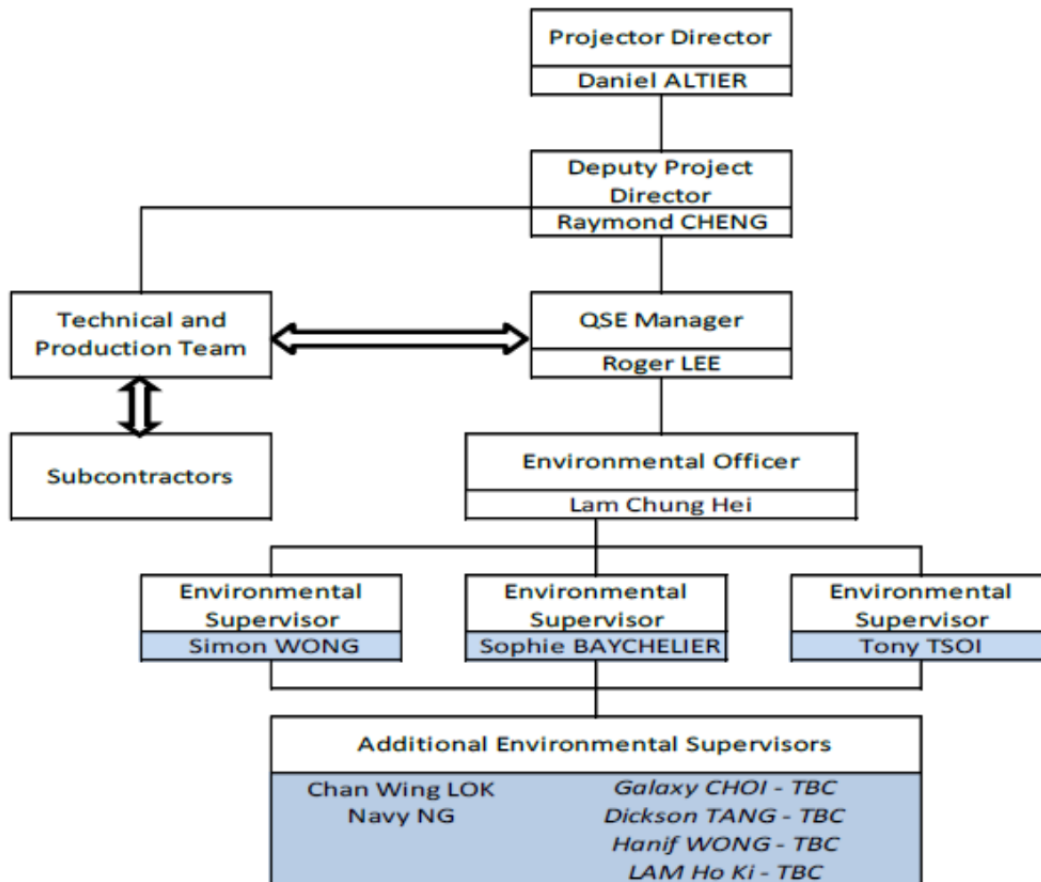 Projector Director
Daniel ALTIER
Deputy Project
Director
Raymond CHENG
Technical and
Production Team
QSE Manager
Roger LEE
Subcontractors
Environmental Officer
Lam Chung Hei
Environmental
Supervisor
Simon WONG
Environmental
Supervisor
Sophie BAYCHELIER
Environmental
Supervisor
Tony TSOI
Additional Environmental Supervisors
Chan Wing LOK
Navy NG
Galaxy CHOI - TBC
Dickson TANG - TBC
Hanif WONG - TBC
LAM Ho Ki - TBC